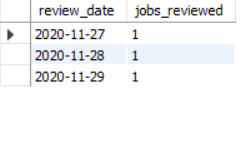 review_date jobs_reviewed
2020-11-27 1
2020-11-28 1
2020-11-29 1